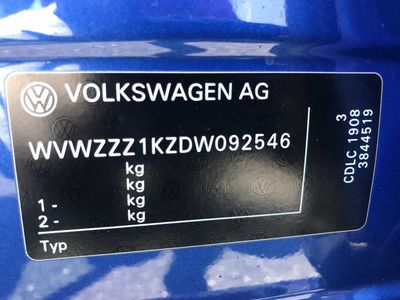 VOLKSWAGEN AG
WVWZZZ1KZDW092546
kg
kg
1 - kg
2 - kg
Typ
3
CDLC 1908
3844519